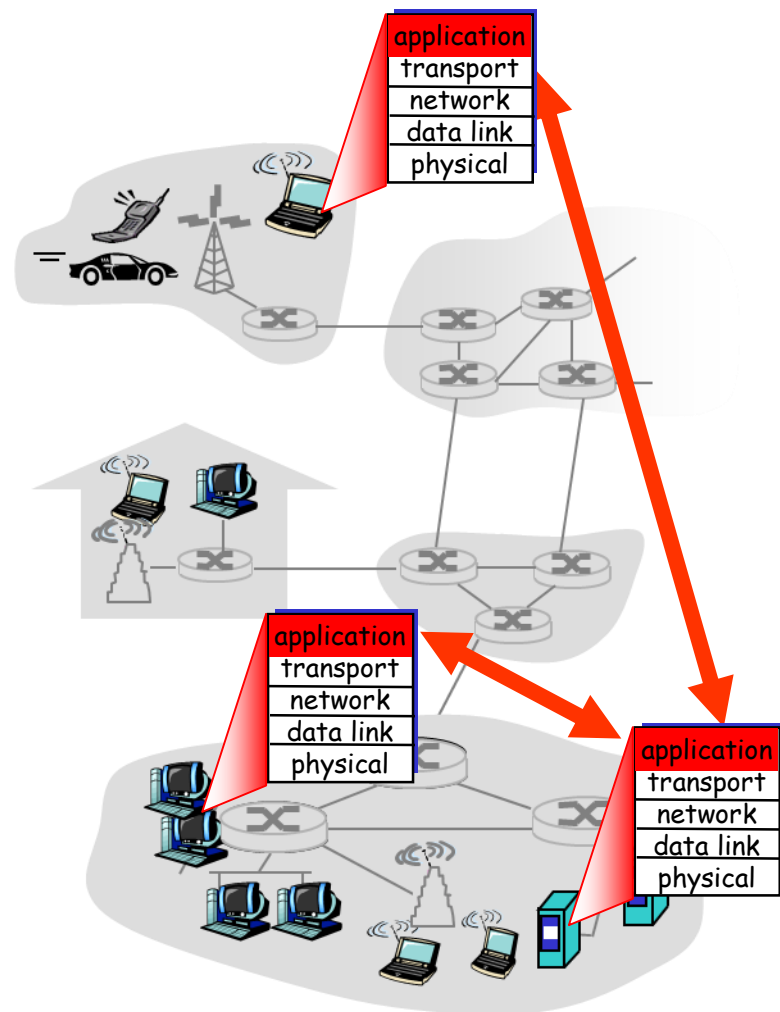 application
transport
network
data link
physical
application
transport
network
data link
physical
application
transport
network
data link
physical